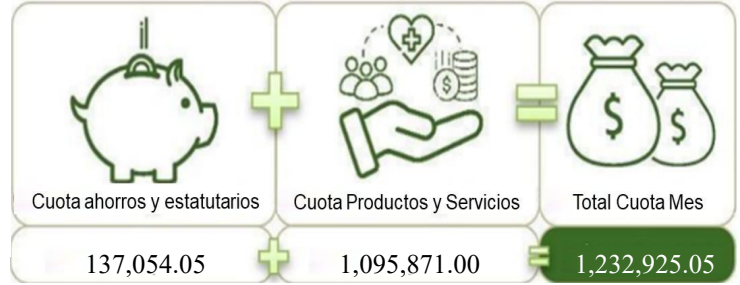 Cuota ahorros y estatutarios
Cuota Productos y Servicios
Total Cuota Mes
137,054.05
1,095,871.00
1,232,925.05